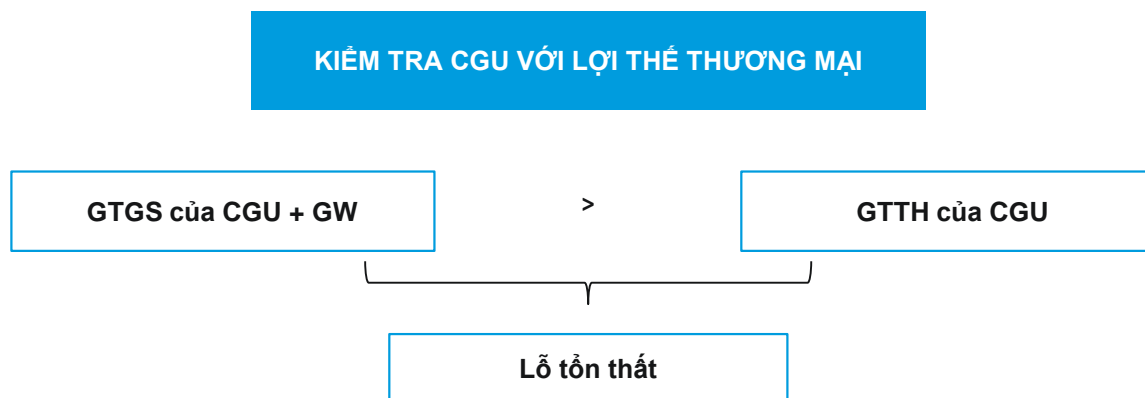 KIỂM TRA CGU VỚI LỢI THẾ THƯƠNG MẠI
GTGS của CGU + GW
>
GTTH của CGU
Lỗ tổn thất